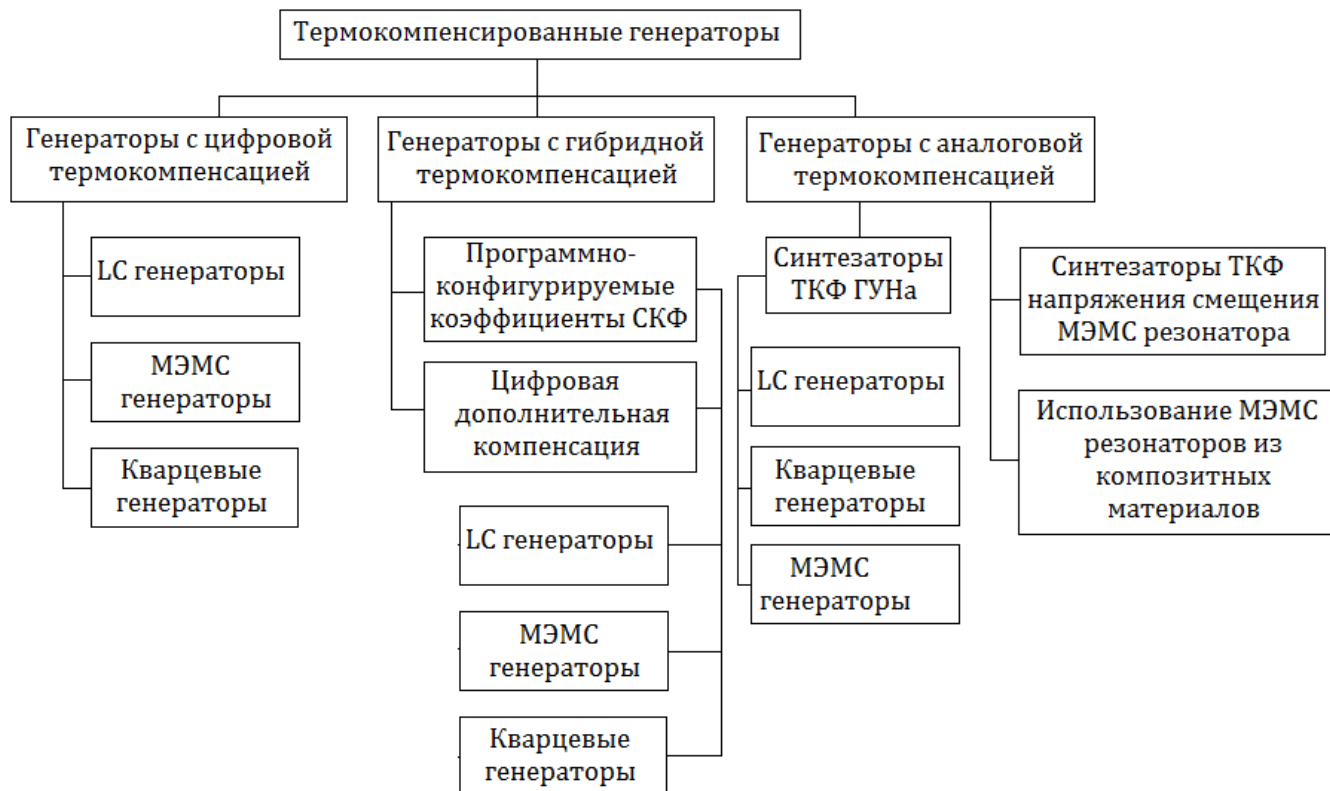 Термокомпенсированные генераторы
Генераторы с цифровой
термокомпенсацией
Генераторы с гибридной
термокомпенсацией
Генераторы с аналоговой
термокомпенсацией
LC генераторы
МЭМС
генераторы
Кварцевые
генераторы
Программно-
конфигурируемые
коэффициенты СКФ
Цифровая
дополнительная
компенсация
LC генераторы
МЭМС
генераторы
Кварцевые
генераторы
Синтезаторы
ТКФ ГУНа
LC генераторы
Кварцевые
генераторы
МЭМС
генераторы
Синтезаторы ТКФ
напряжения смещения
МЭМС резонатора
Использование МЭМС
резонаторов из
композитных
материалов